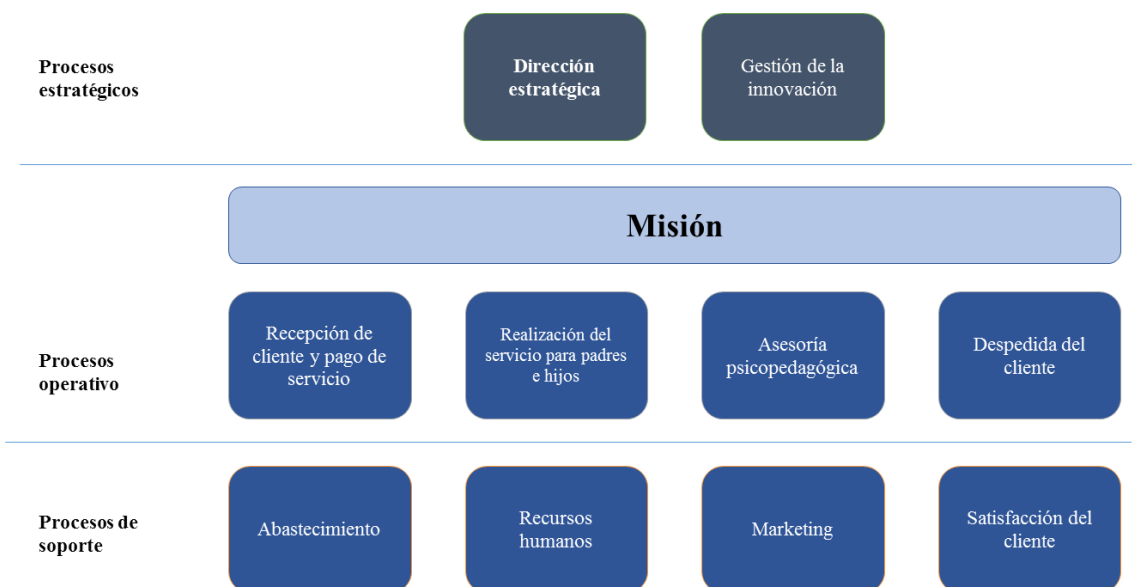 Procesos
estratégicos
Dirección
estratégica
Gestión de la
innovación
Misión
Procesos
operativo
Recepción de
cliente y pago de
servicio
Realización del
servicio para padres
e hijos
Asesoría
psicopedagógica
Despedida del
cliente
Procesos de
soporte
Abastecimiento
Recursos
humanos
Marketing
Satisfacción del
cliente